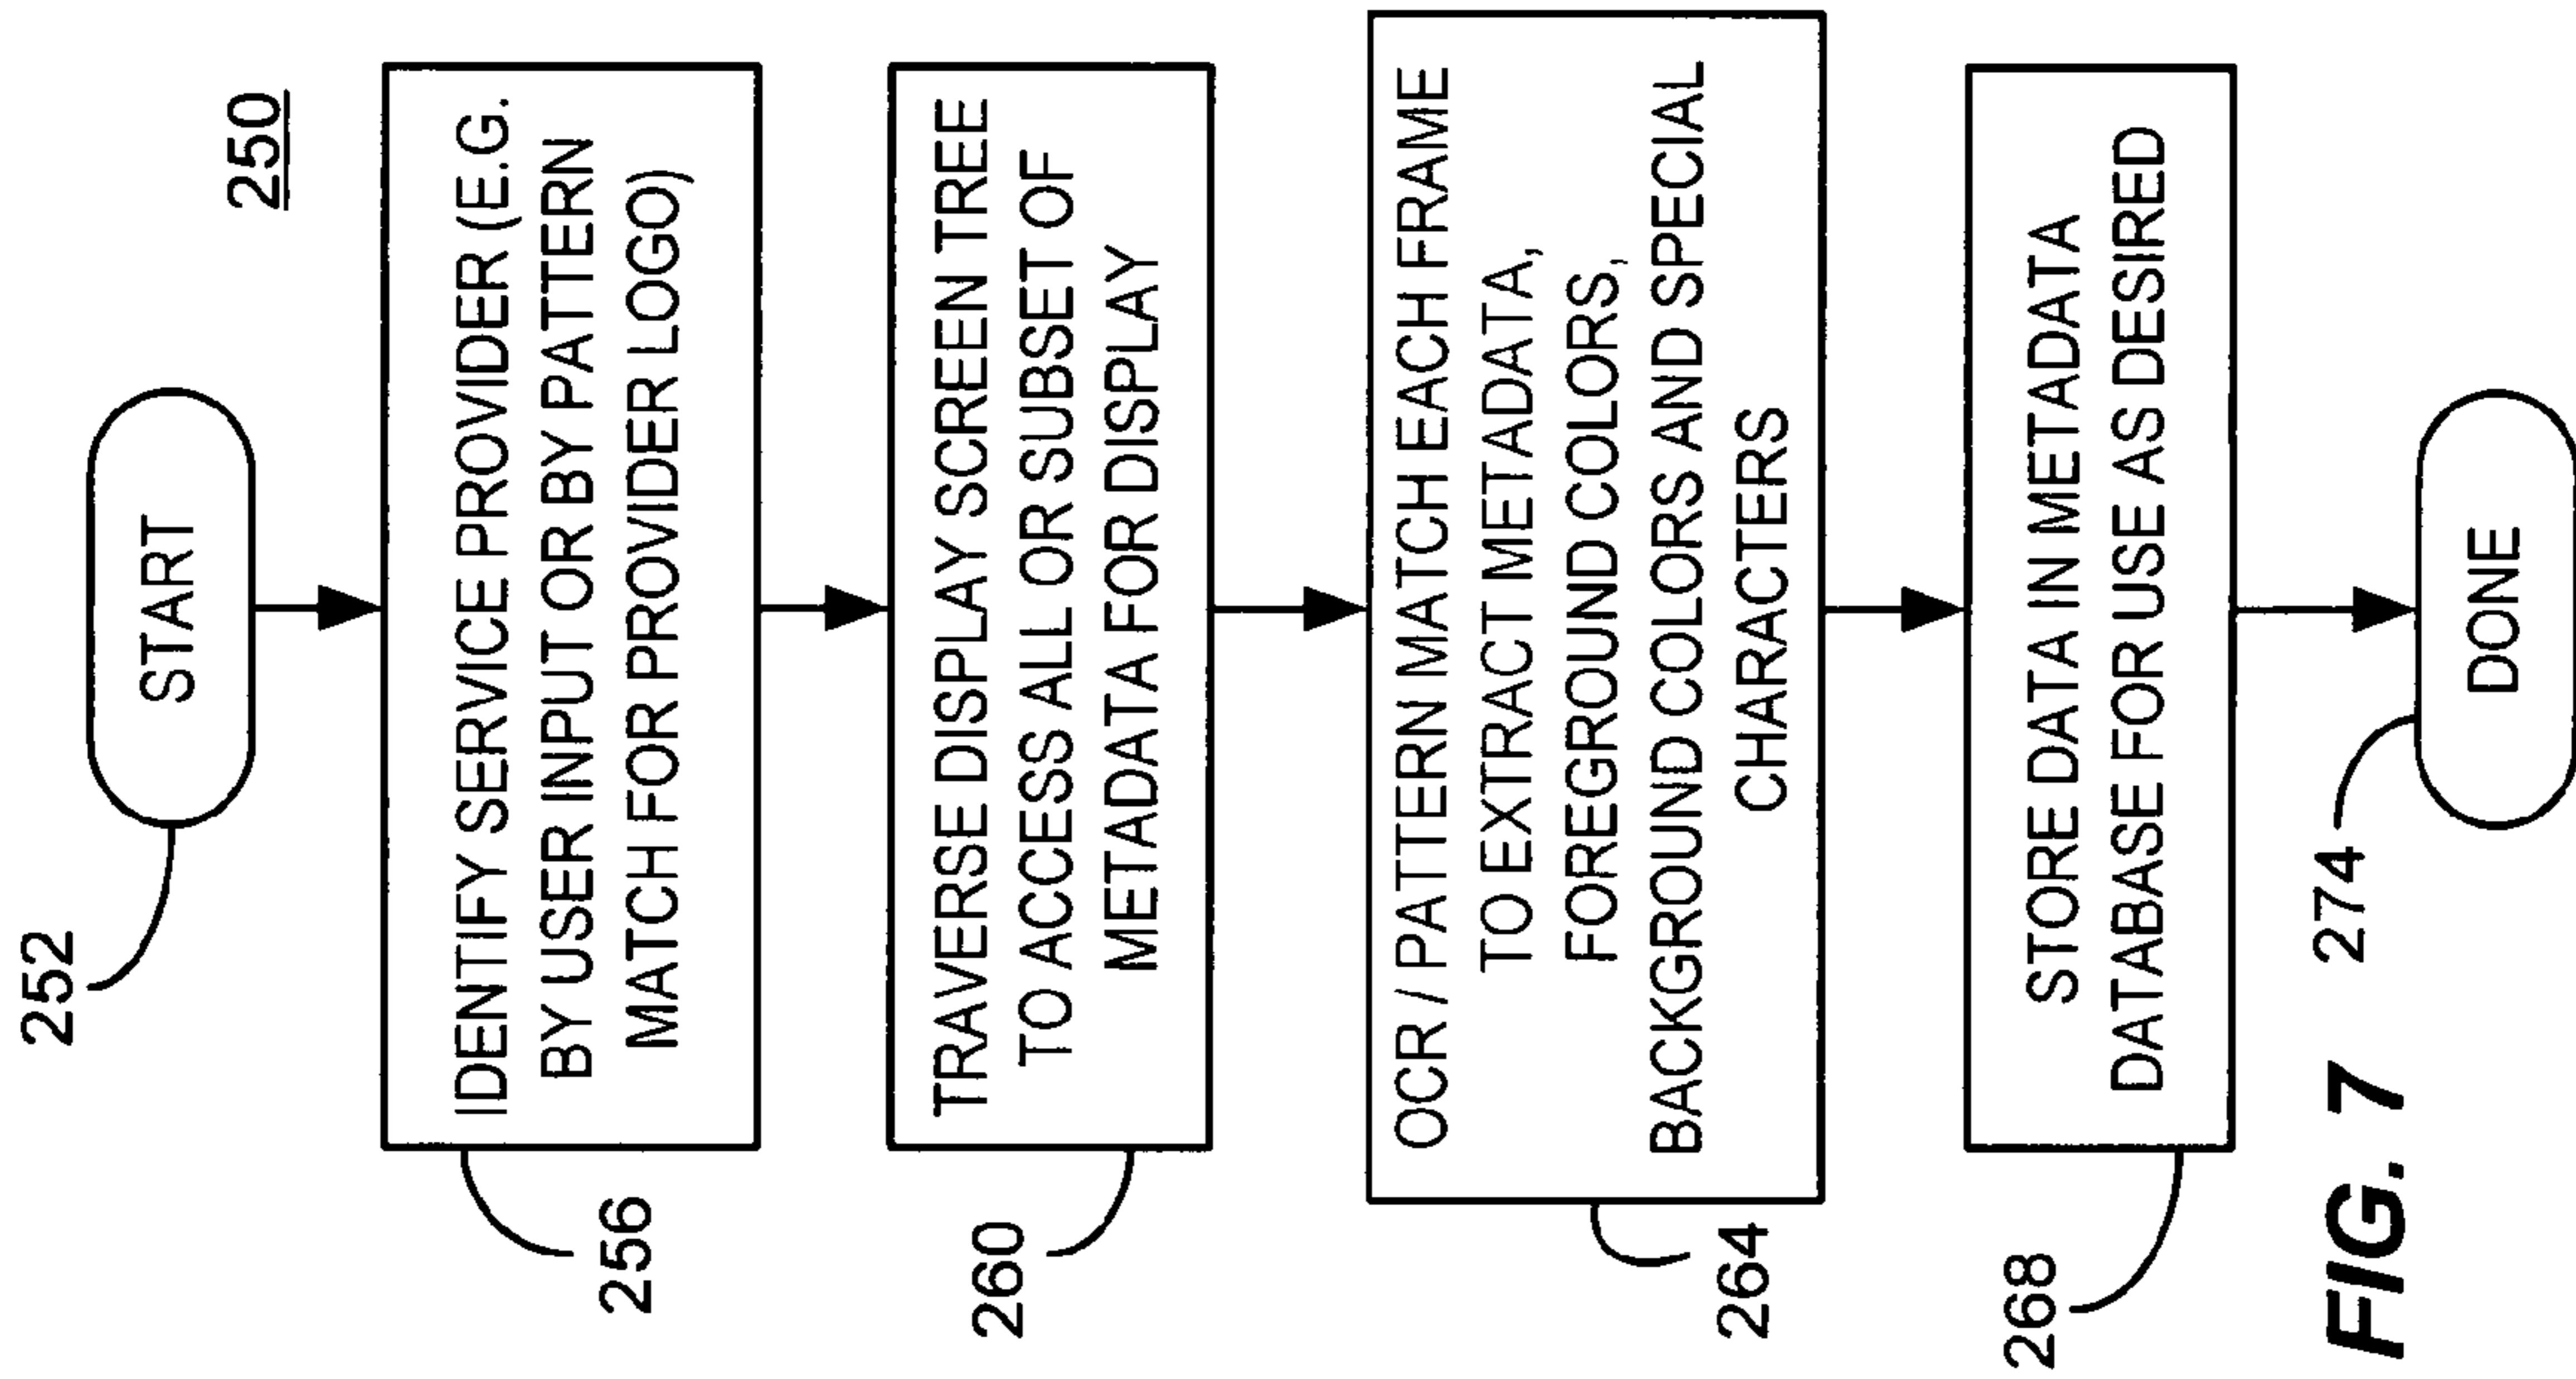 250
252
START
256
IDENTIFY SERVICE PROVIDER (E.G.
BY USER INPUT OR BY PATTERN
MATCH FOR PROVIDER LOGO)
260
TRAVERSE DISPLAY SCREEN TREE
TO ACCESS ALL OR SUBSET OF
METADATA FOR DISPLAY
264
OCR / PATTERN MATCH EACH FRAME
TO EXTRACT METADATA,
FOREGROUND COLORS,
BACKGROUND COLORS AND SPECIAL
CHARACTERS
268
STORE DATA IN METADATA
DATABASE FOR USE AS DESIRED
274
DONE
FIG. 7